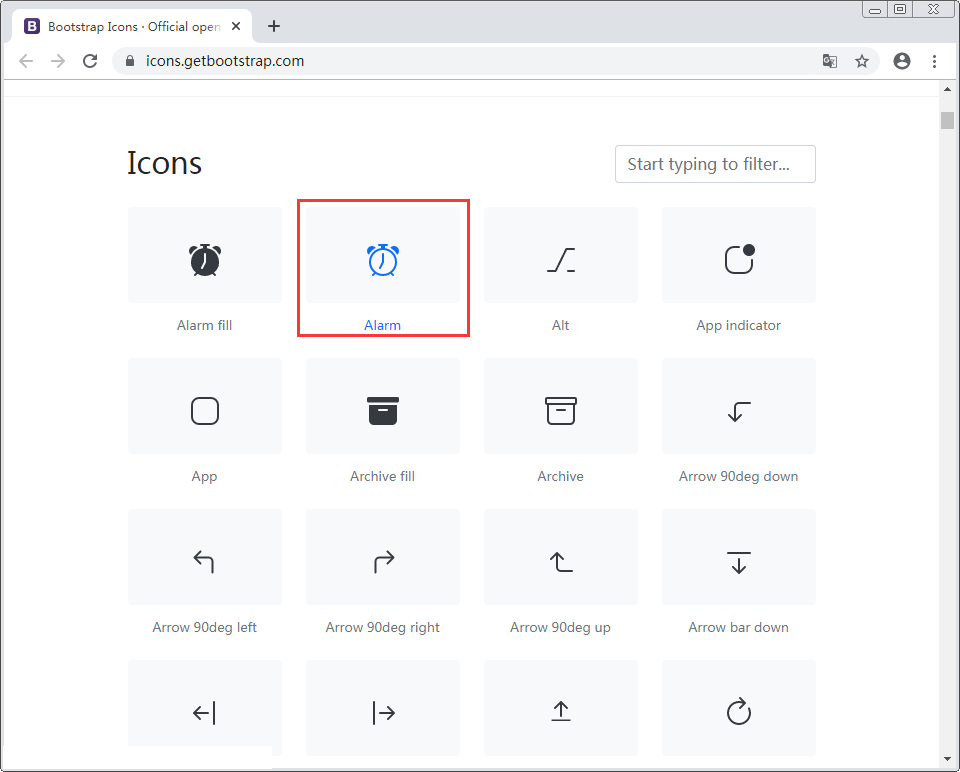 B Bootstrap Icons · Official open
icons.getbootstrap.com
Icons
Start typing to filter...
Alarm fill
Alarm
Alt
App indicator
App
Archive fill
Archive
Arrow 90deg down
Arrow 90deg left
Arrow 90deg right
Arrow 90deg up
Arrow bar down